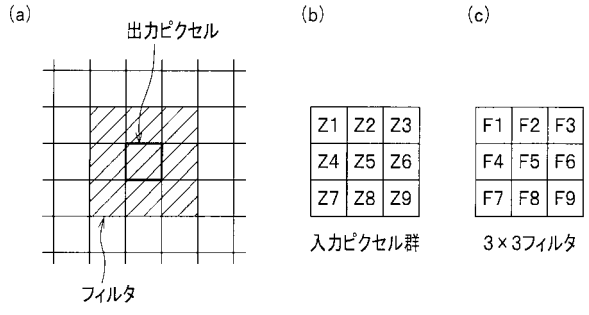 (a)
出力ピクセル
フィルタ
(b)
Z1 Z2 Z3
Z4 Z5 Z6
Z7 Z8 Z9
入力ピクセル群
(c)
F1 F2 F3
F4 F5 F6
F7 F8 F9
3×3フィルタ